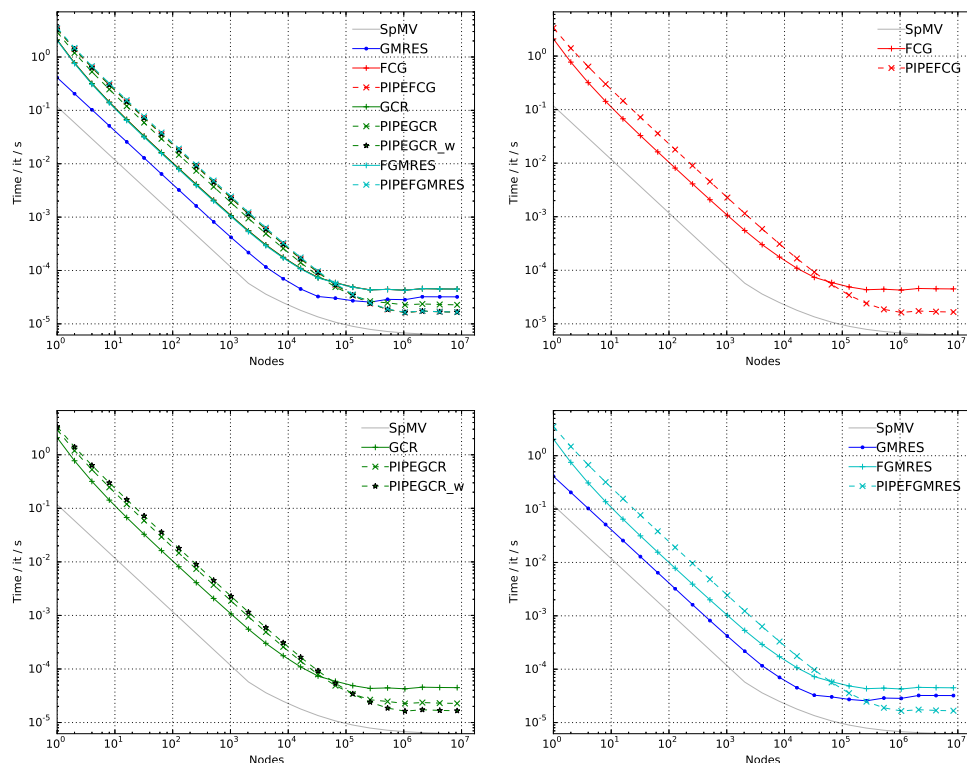 SpMV
GMRES
FCG
PIPEFCG
GCR
PIPEGCR
PIPEGCR_w
FGMRES
PIPEFGMRES
Time / it / s
10^0
10^-1
10^-2
10^-3
10^-4
10^-5
10^0 10^1 10^2 10^3 10^4 10^5 10^6 10^7
Nodes
SpMV
FCG
PIPEFCG
Time / it / s
10^0
10^-1
10^-2
10^-3
10^-4
10^-5
10^0 10^1 10^2 10^3 10^4 10^5 10^6 10^7
Nodes
SpMV
GCR
PIPEGCR
PIPEGCR_w
Time / it / s
10^0
10^-1
10^-2
10^-3
10^-4
10^-5
10^0 10^1 10^2 10^3 10^4 10^5 10^6 10^7
Nodes
SpMV
GMRES
FGMRES
PIPEFGMRES
Time / it / s
10^0
10^-1
10^-2
10^-3
10^-4
10^-5
10^0 10^1 10^2 10^3 10^4 10^5 10^6 10^7
Nodes